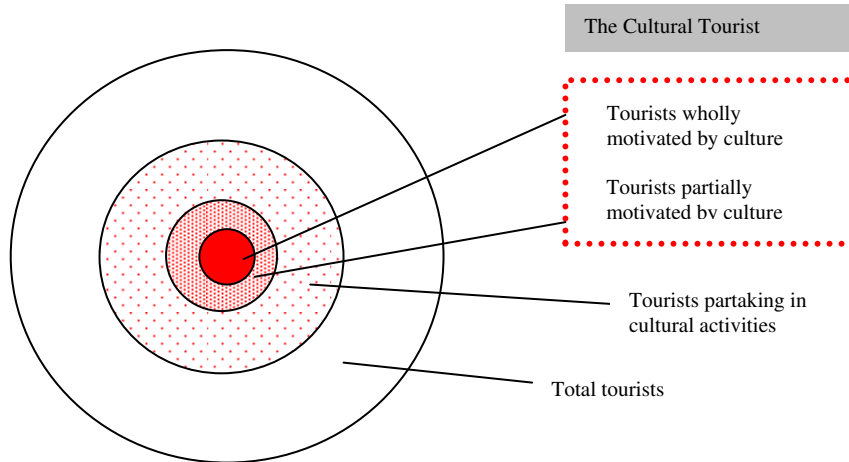 The Cultural Tourist
Tourists wholly
motivated by culture
Tourists partially
motivated by culture
Tourists partaking in
cultural activities
Total tourists